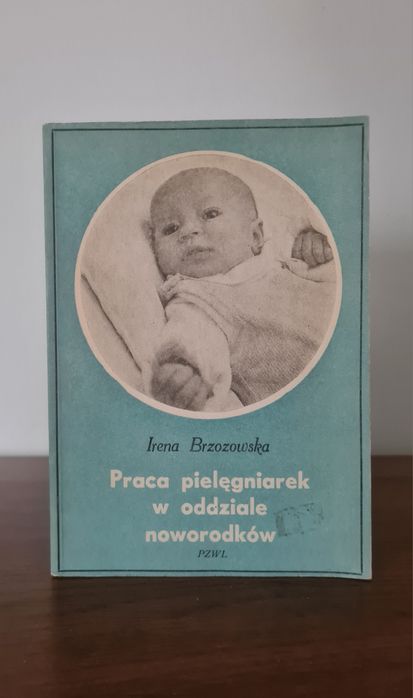 Irena Brzozowska
Praca pielęgniarek
w oddziale
noworodków
PZWL